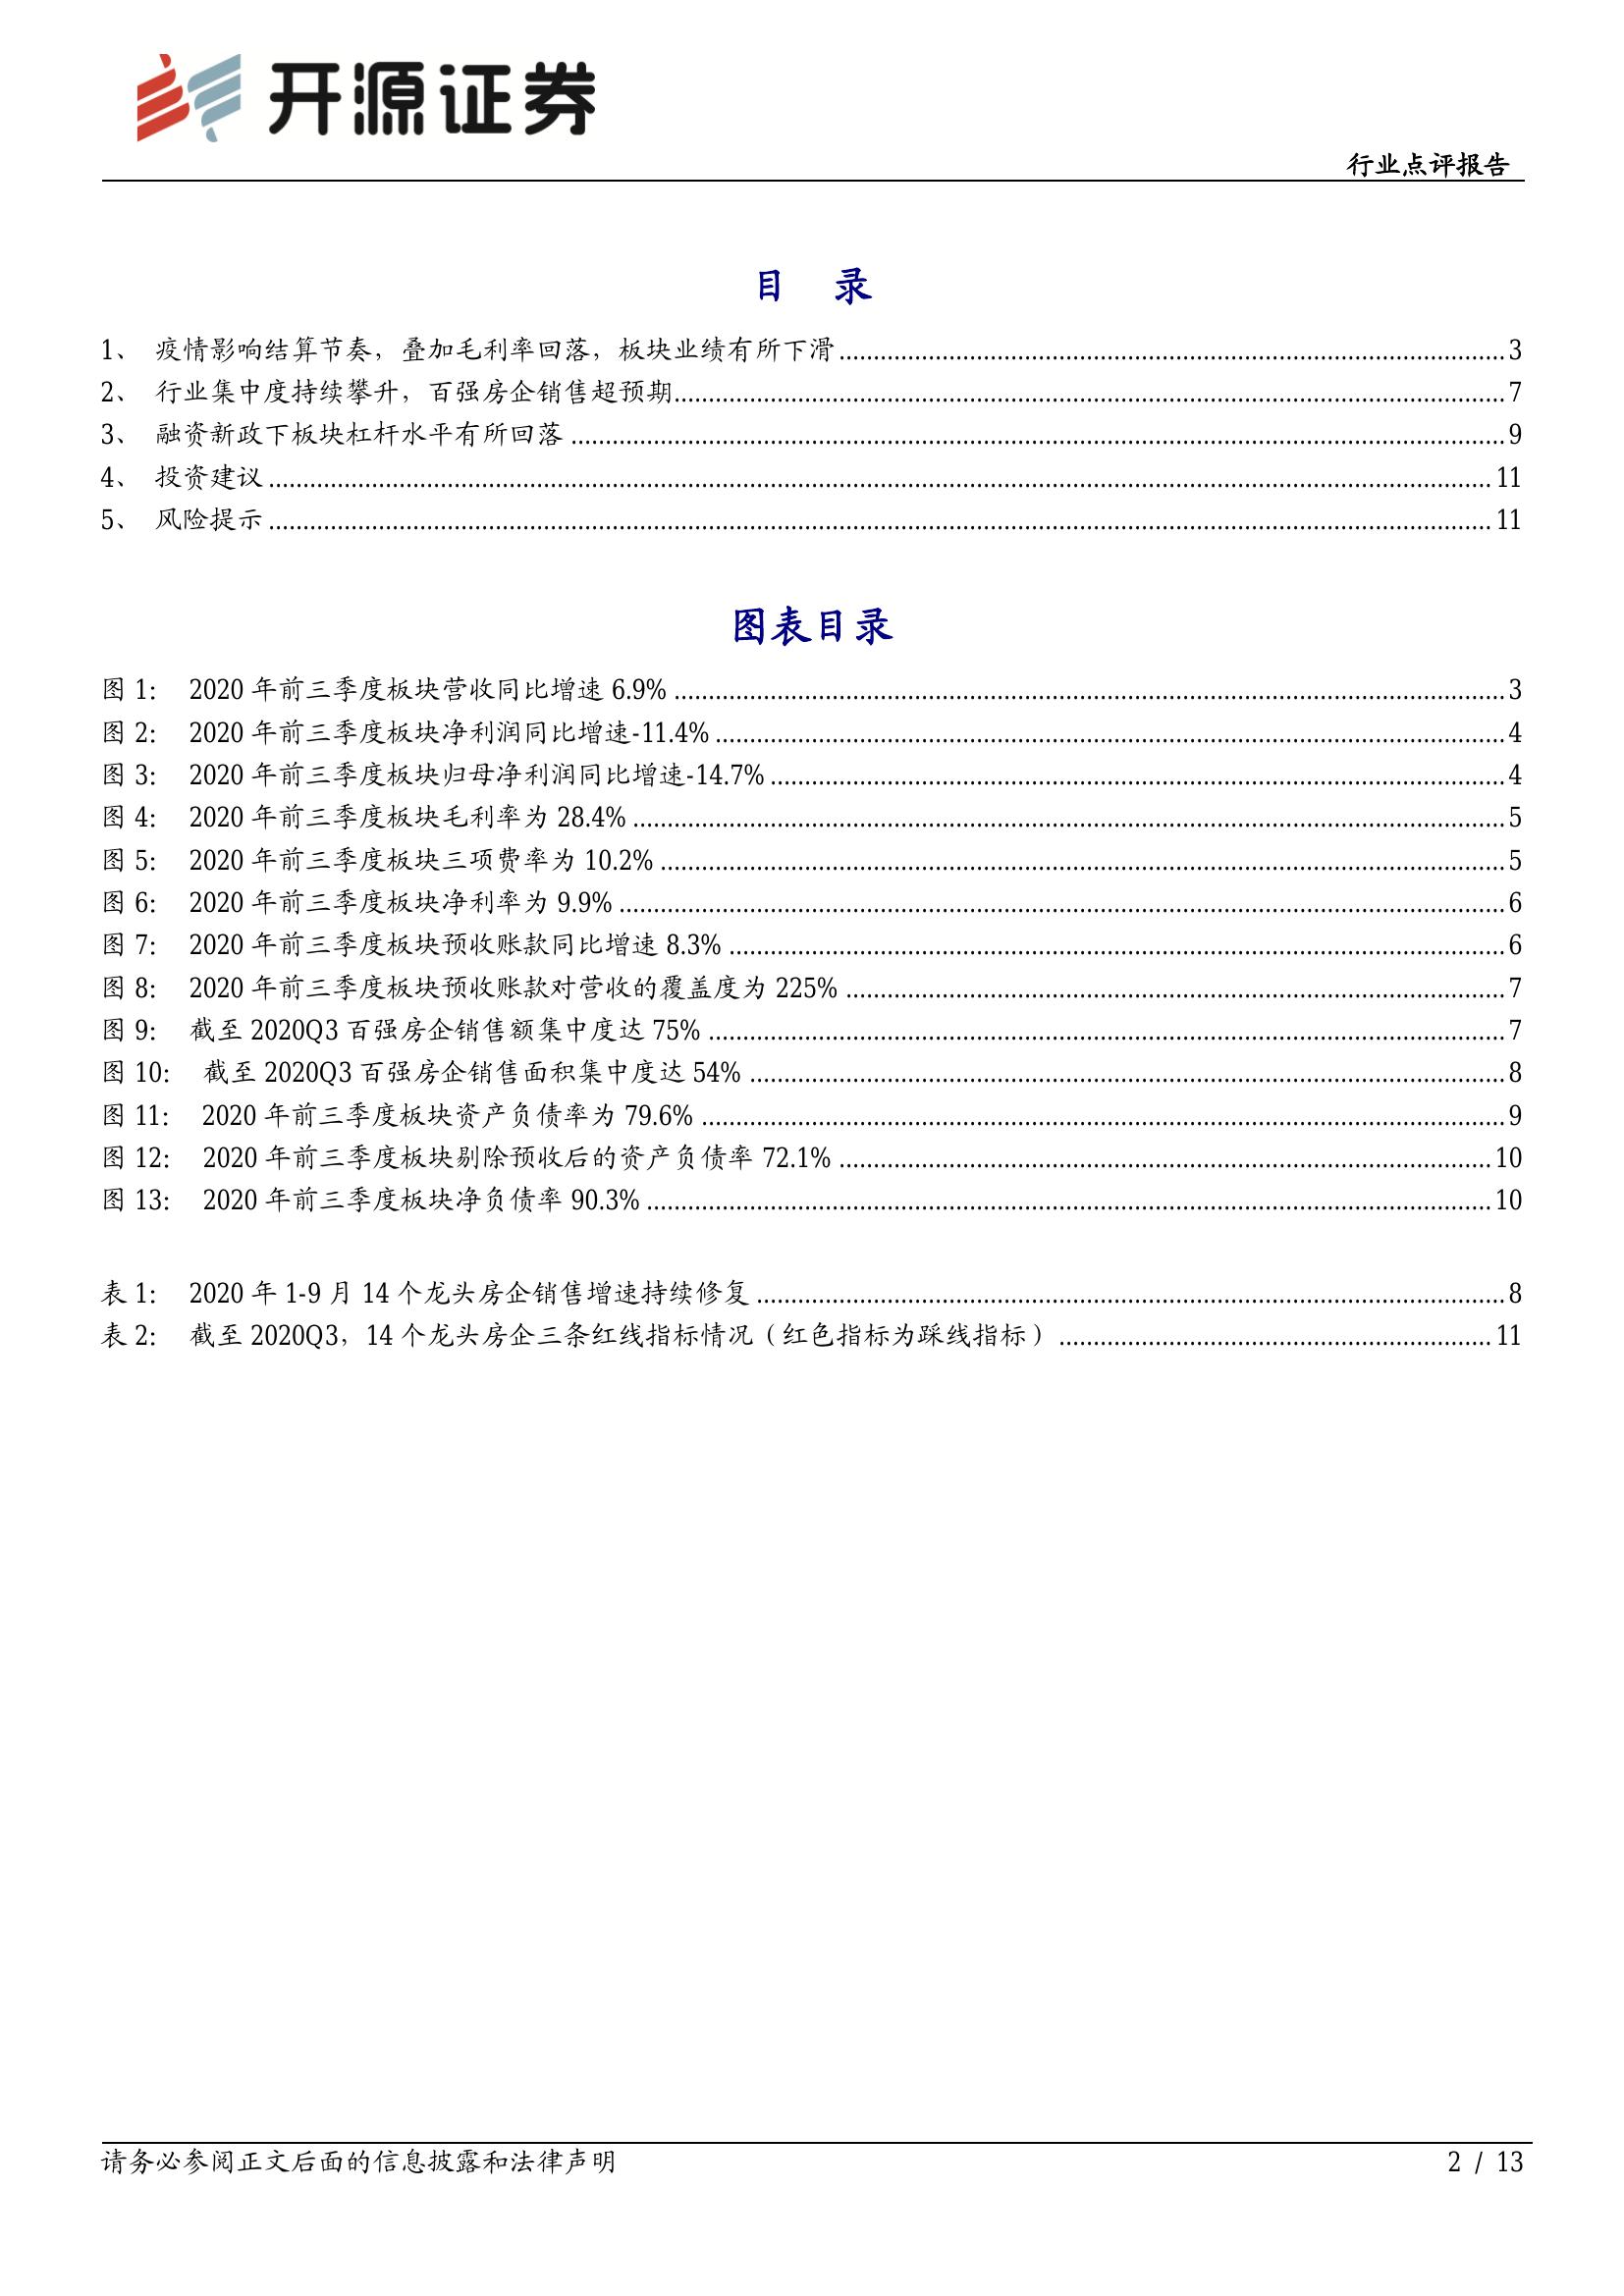 开源证券
行业点评报告
目 录
1、 疫情影响结算节奏，叠加毛利率回落，板块业绩有所下滑 3
2、 行业集中度持续攀升，百强房企销售超预期 7
3、 融资新政下板块杠杆水平有所回落 9
4、 投资建议 11
5、 风险提示 11
图表目录
图 1： 2020 年前三季度板块营收同比增速 6.9% 3
图 2： 2020 年前三季度板块净利润同比增速-11.4% 4
图 3： 2020 年前三季度板块归母净利润同比增速-14.7% 4
图 4： 2020 年前三季度板块毛利率为 28.4% 5
图 5： 2020 年前三季度板块三项费率为 10.2% 5
图 6： 2020 年前三季度板块净利率为 9.9% 6
图 7： 2020 年前三季度板块预收账款同比增速 8.3% 6
图 8： 2020 年前三季度板块预收账款对营收的覆盖度为 225% 7
图 9： 截至 2020Q3 百强房企销售额集中度达 75% 7
图 10： 截至 2020Q3 百强房企销售面积集中度达 54% 8
图 11： 2020 年前三季度板块资产负债率为 79.6% 9
图 12： 2020 年前三季度板块剔除预收后的资产负债率 72.1% 10
图 13： 2020 年前三季度板块净负债率 90.3% 10
表 1： 2020 年 1-9 月 14 个龙头房企销售增速持续修复 8
表 2： 截至 2020Q3，14 个龙头房企三条红线指标情况（红色指标为踩线指标） 11
请务必参阅正文后面的信息披露和法律声明 2 / 13